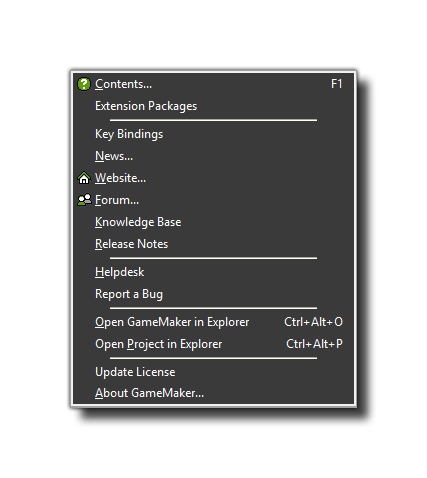 Contents... F1
Extension Packages
Key Bindings
News...
Website...
Forum...
Knowledge Base
Release Notes
Helpdesk
Report a Bug
Open GameMaker in Explorer Ctrl+Alt+O
Open Project in Explorer Ctrl+Alt+P
Update License
About GameMaker...